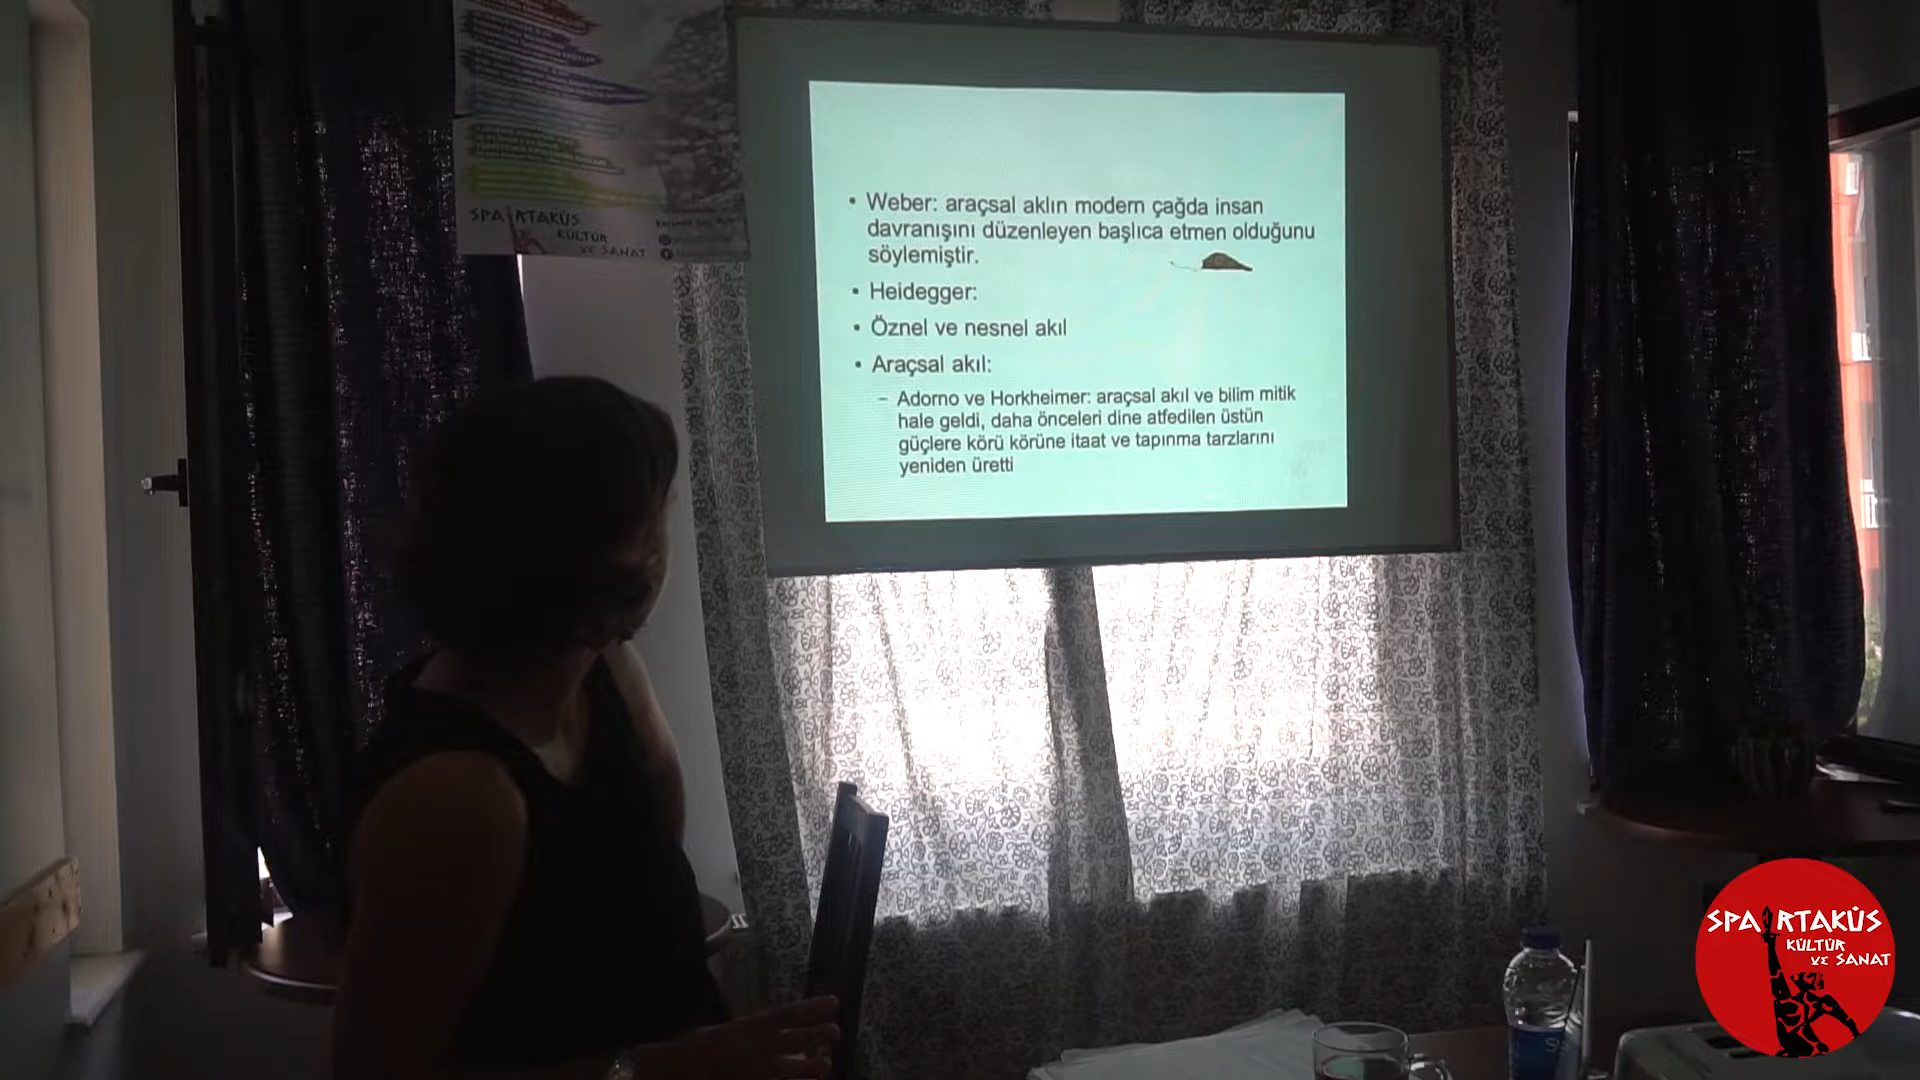 SPARTAKÜS
KÜLTÜR
VE SANAT
• Weber: araçsal aklın modern çağda insan
davranışını düzenleyen başlıca etmen olduğunu
söylemiştir.
• Heidegger:
• Öznel ve nesnel akıl
• Araçsal akıl:
– Adorno ve Horkheimer: araçsal akıl ve bilim mitik
hale geldi, daha önceleri dine atfedilen üstün
güçlere körü körüne itaat ve tapınma tarzlarını
yeniden üretti
SPARTAKÜS
KÜLTÜR
VE SANAT